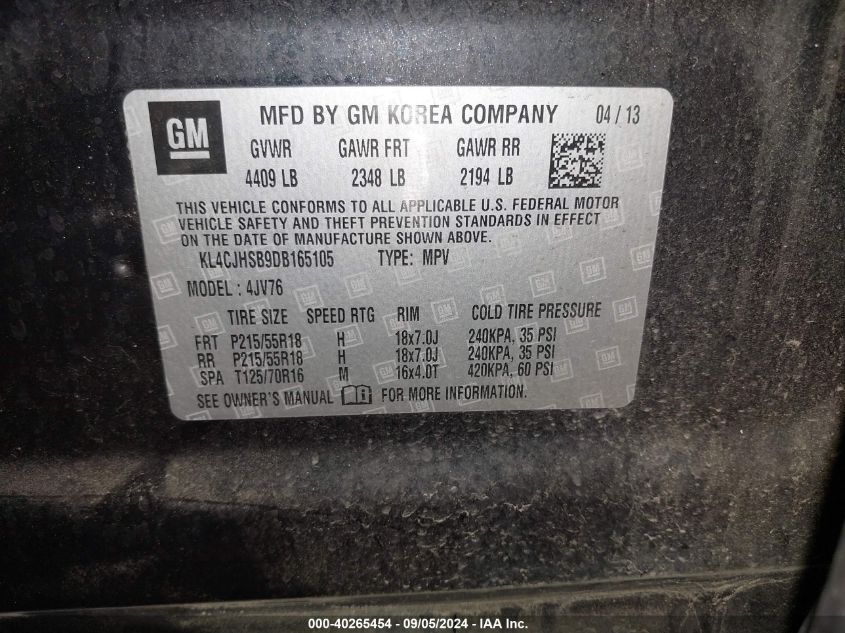 GM MFD BY GM KOREA COMPANY 04 / 13
GVWR GAWR FRT GAWR RR
4409 LB 2348 LB 2194 LB
THIS VEHICLE CONFORMS TO ALL APPLICABLE U.S. FEDERAL MOTOR
VEHICLE SAFETY AND THEFT PREVENTION STANDARDS IN EFFECT
ON THE DATE OF MANUFACTURE SHOWN ABOVE.
KL4CJHSB9DB165105 TYPE: MPV
MODEL : 4JV76
TIRE SIZE SPEED RTG RIM COLD TIRE PRESSURE
FRT P215/55R18 H 18x7.0J 240KPA, 35 PSI
RR P215/55R18 H 18x7.0J 240KPA, 35 PSI
SPA T125/70R16 M 16x4.0T 420KPA, 60 PSI
SEE OWNER'S MANUAL FOR MORE INFORMATION.
000-40265454 - 09/05/2024 - IAA Inc.